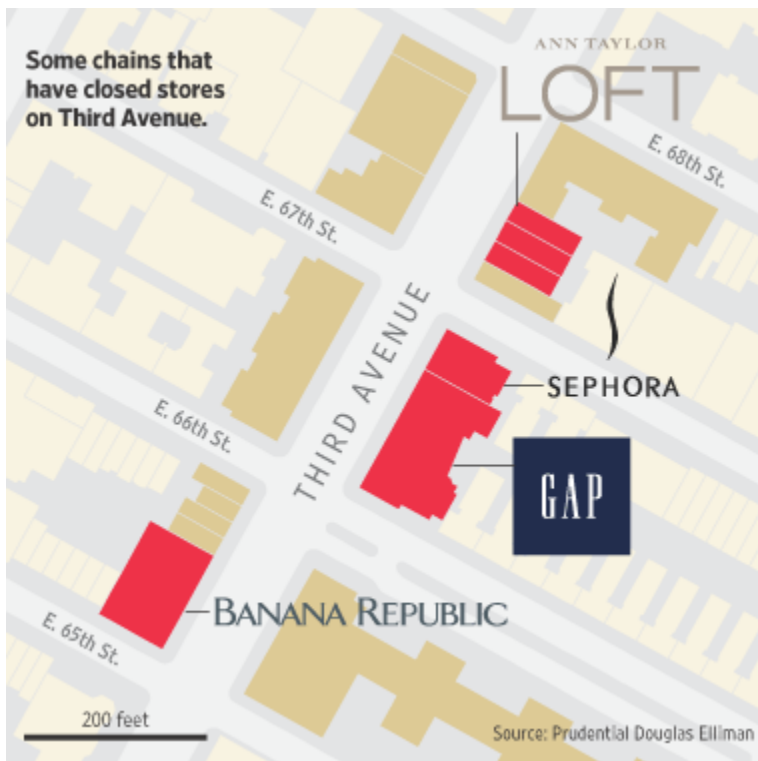 Some chains that
have closed stores
on Third Avenue.
ANN TAYLOR
LOFT
E. 68th St.
E. 67th St.
THIRD AVENUE
SEPHORA
E. 66th St.
GAP
BANANA REPUBLIC
E. 65th St.
200 feet
Source: Prudential Douglas Elliman